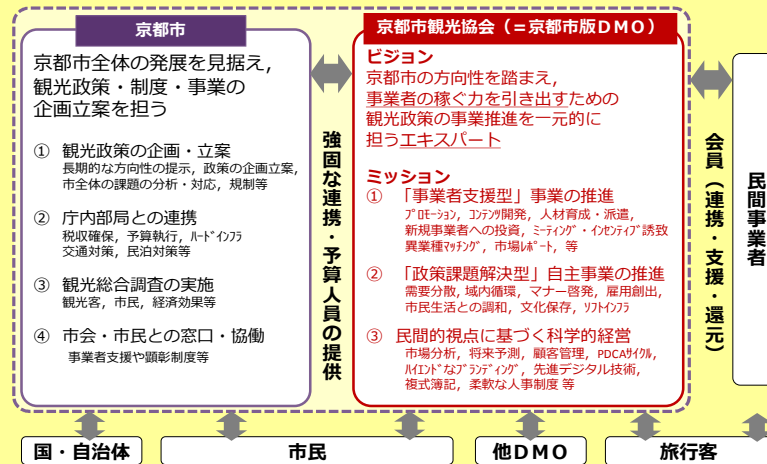 京都市
京都市全体の発展を見据え，
観光政策・制度・事業の
企画立案を担う
① 観光政策の企画・立案
長期的な方向性の提示，政策の企画立案，
市全体の課題の分析・対応，規制等
② 庁内部局との連携
税収確保，予算執行，ﾊｰﾄﾞｲﾝﾌﾗ
交通対策，民泊対策等
③ 観光総合調査の実施
観光客，市民，経済効果等
④ 市会・市民との窓口・協働
事業者支援や顕彰制度等
強固な連携・予算人員の提供
京都市観光協会（＝京都市版ＤＭＯ）
ビジョン
京都市の方向性を踏まえ，
事業者の稼ぐ力を引き出すための
観光政策の事業推進を一元的に
担うエキスパート
ミッション
① 「事業者支援型」事業の推進
ﾌﾟﾛﾓｰｼｮﾝ，ｺﾝﾃﾝﾂ開発，人材育成・派遣，
新規事業者への投資，ﾐｰﾃｨﾝｸﾞ・ｲﾝｾﾝﾃｨﾌﾞ誘致
異業種ﾏｯﾁﾝｸﾞ，市場ﾚﾎﾟｰﾄ，等
② 「政策課題解決型」自主事業の推進
需要分散，域内循環，マナー啓発，雇用創出，
市民生活との調和，文化保存，ｿﾌﾄｲﾝﾌﾗ
③ 民間的視点に基づく科学的経営
市場分析，将来予測，顧客管理，PDCAｻｲｸﾙ，
ﾊｲｴﾝﾄﾞなﾌﾞﾗﾝﾃﾞｨﾝｸﾞ，先進デジタル技術，
複式簿記，柔軟な人事制度 等
会員（連携・支援・還元）
民間事業者
国・自治体
市民
他ＤＭＯ
旅行客